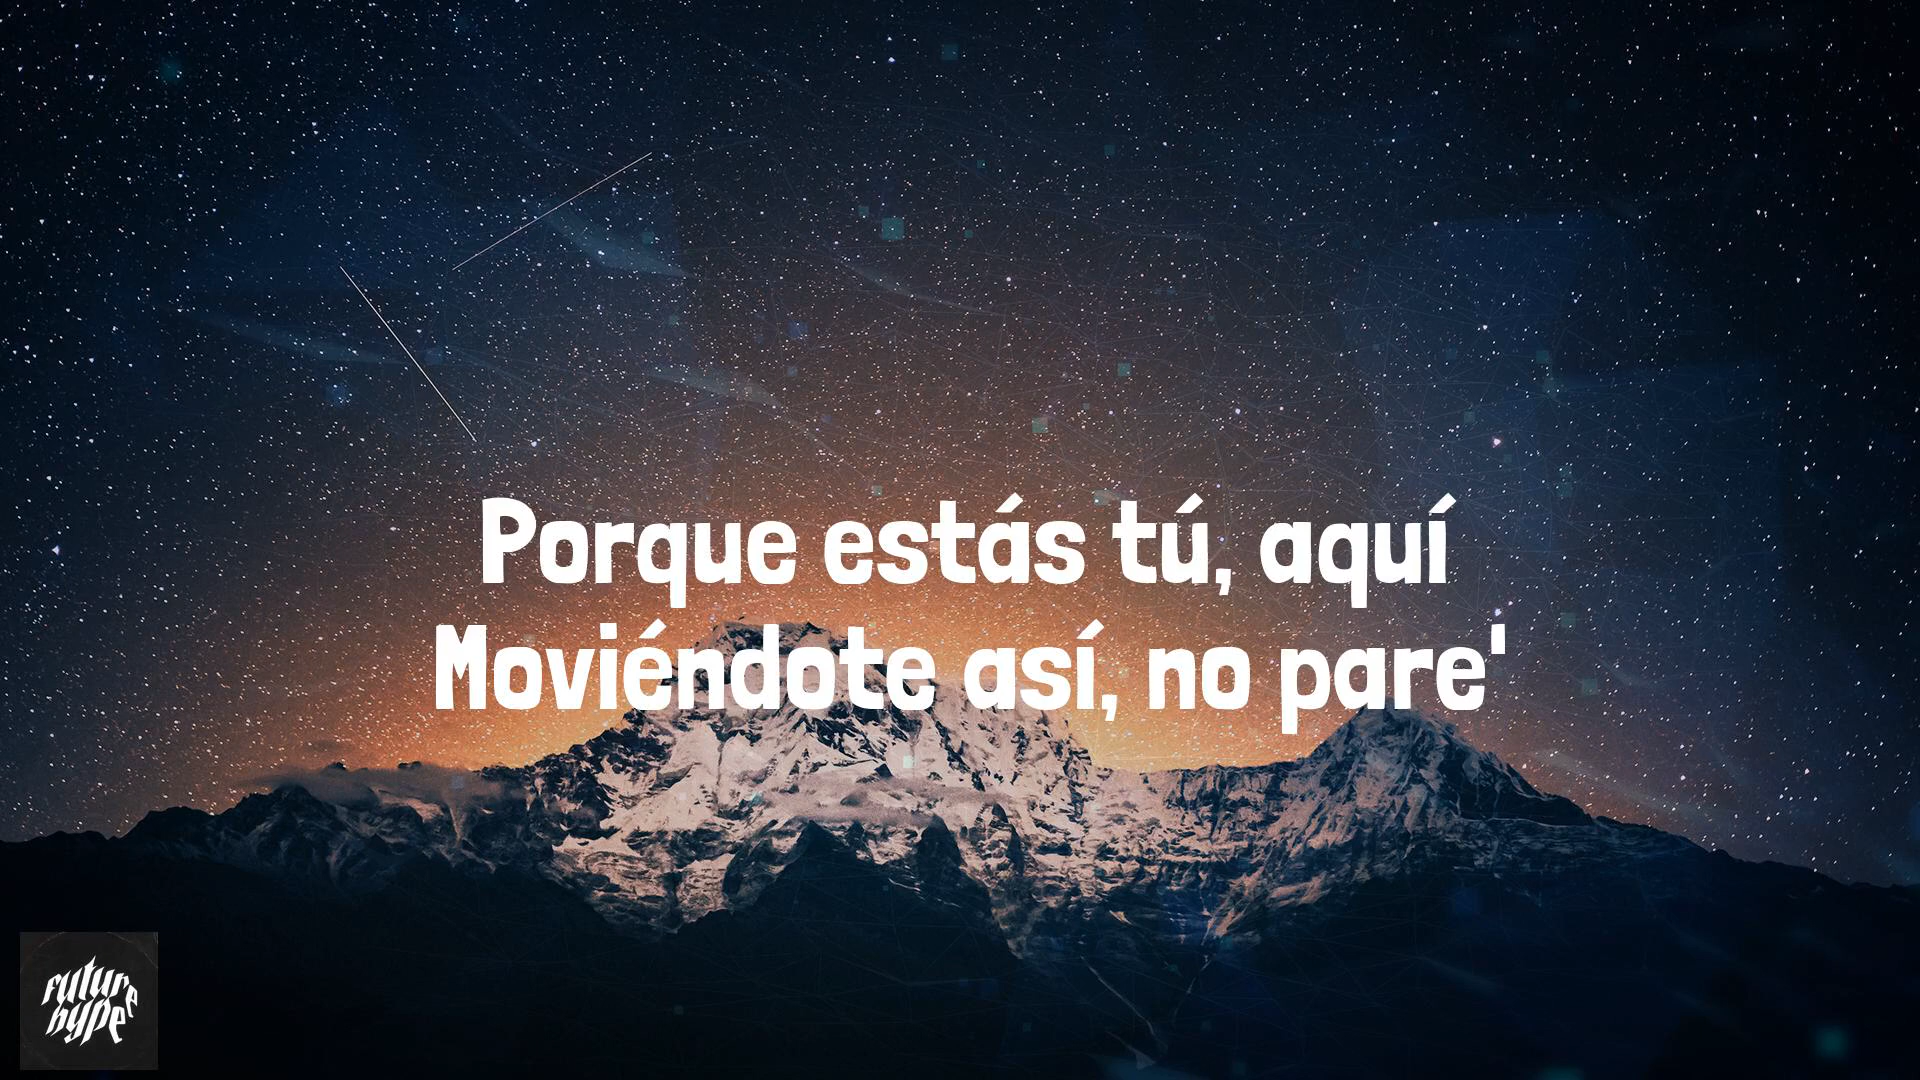 Porque estás tú, aquí
Moviéndote así, no pare'
future
hype